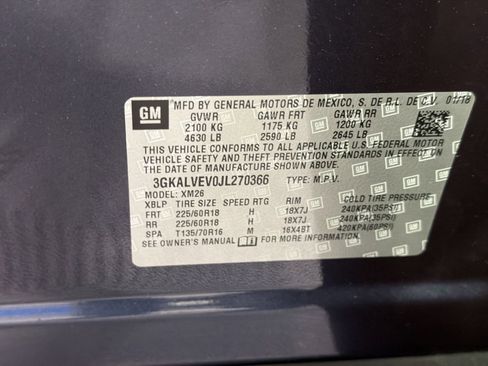 GM
MFD BY GENERAL MOTORS DE MEXICO, S. DE R.L. DE C.V. 01/18
GVWR GAWR FRT GAWR RR
2100 KG 1175 KG 1200 KG
4630 LB 2590 LB 2645 LB
THIS VEHICLE CONFORMS TO ALL APPLICABLE U.S. FEDERAL MOTOR
VEHICLE SAFETY AND THEFT PREVENTION STANDARDS IN EFFECT ON
THE DATE OF MANUFACTURE SHOWN ABOVE.
3GKALVEV0JL270366 TYPE: M.P.V.
MODEL: XM26
XBLP TIRE SIZE SPEED RTG RIM COLD TIRE PRESSURE
FRT 225/60R18 H 18X7J 240KPA(35PSI)
RR 225/60R18 H 18X7J 240KPA(35PSI)
SPA T135/70R16 M 16X4BT 420KPA(60PSI)
SEE OWNER'S MANUAL FOR MORE INFORMATION.